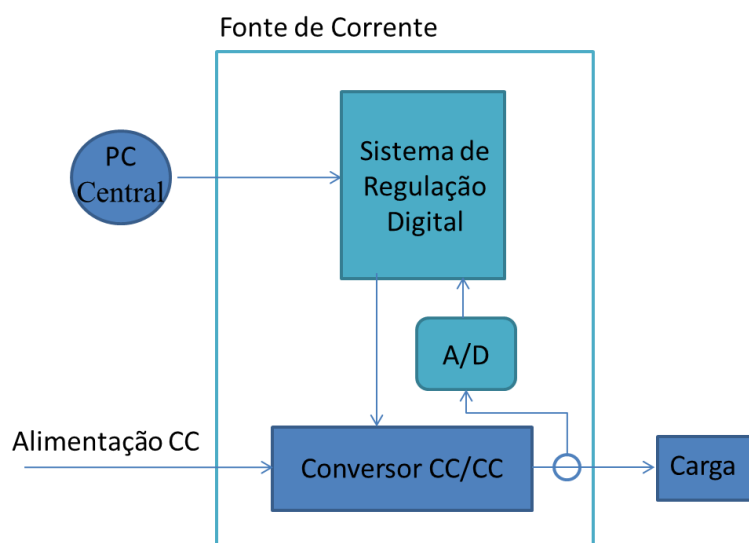 Fonte de Corrente
PC
Central
Sistema de
Regulação
Digital
A/D
Alimentação CC
Conversor CC/CC
Carga